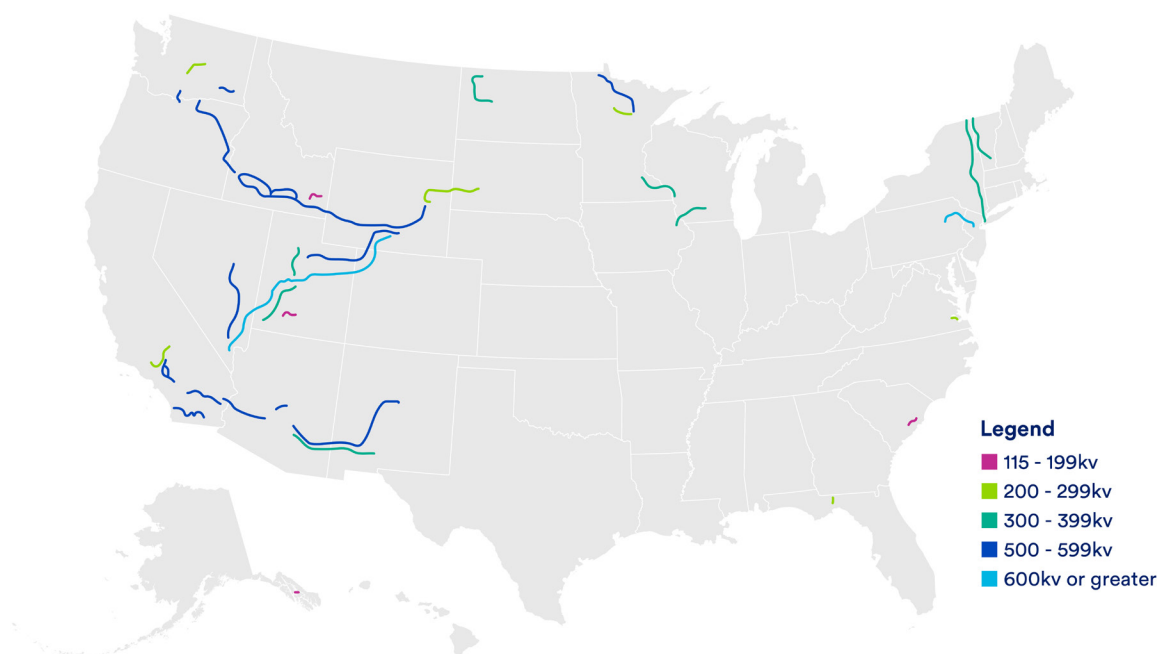 Legend
115 - 199kv
200 - 299kv
300 - 399kv
500 - 599kv
600kv or greater